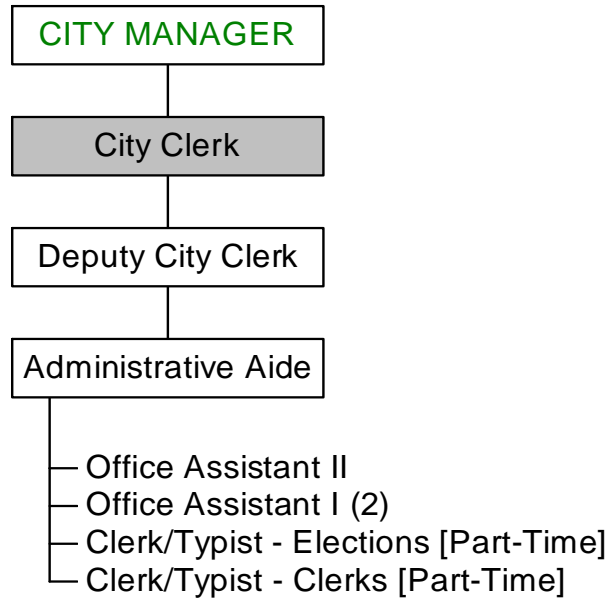 CITY MANAGER
City Clerk
Deputy City Clerk
Administrative Aide
Office Assistant II
Office Assistant I (2)
Clerk/Typist - Elections [Part-Time]
Clerk/Typist - Clerks [Part-Time]